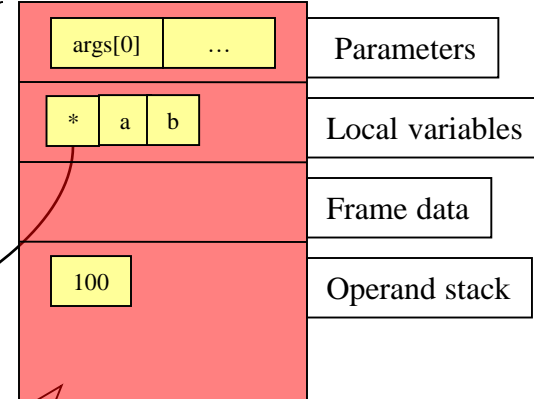 args[0] … Parameters
* a b Local variables
Frame data
100 Operand stack